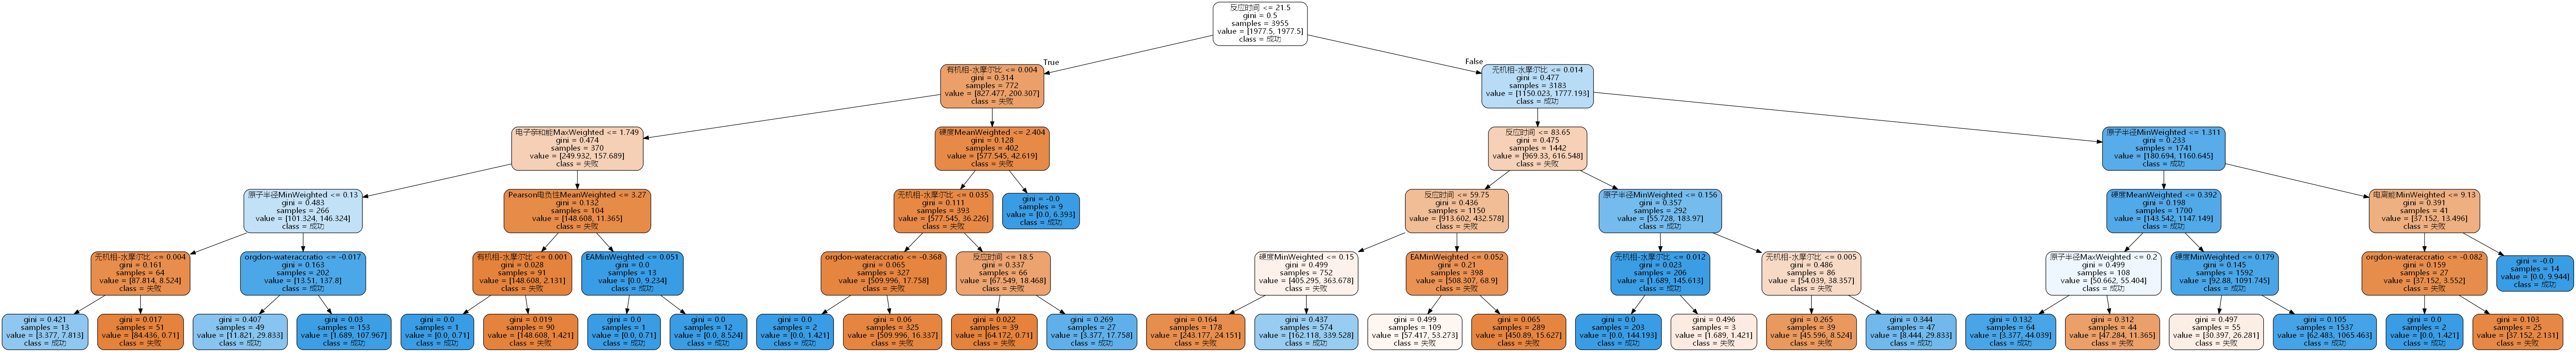 反应时间 <= 21.5
gini = 0.5
samples = 3955
value = [1977.5, 1977.5]
class = 成功
True
False
有机相-水摩尔比 <= 0.004
gini = 0.314
samples = 772
value = [827.477, 200.307]
class = 失败
无机相-水摩尔比 <= 0.014
gini = 0.477
samples = 3183
value = [1150.023, 1777.193]
class = 成功
电子亲和能MaxWeighted <= 1.749
gini = 0.474
samples = 370
value = [249.932, 157.689]
class = 失败
硬度MeanWeighted <= 2.404
gini = 0.128
samples = 402
value = [577.545, 42.619]
class = 失败
反应时间 <= 83.65
gini = 0.475
samples = 1442
value = [969.33, 616.548]
class = 失败
原子半径MinWeighted <= 1.311
gini = 0.233
samples = 1741
value = [180.694, 1160.645]
class = 成功
原子半径MinWeighted <= 0.13
gini = 0.483
samples = 266
value = [101.324, 146.324]
class = 成功
Pearson电负性MeanWeighted <= 3.27
gini = 0.132
samples = 104
value = [148.608, 11.365]
class = 失败
无机相-水摩尔比 <= 0.035
gini = 0.111
samples = 393
value = [577.545, 36.226]
class = 失败
gini = -0.0
samples = 9
value = [0.0, 6.393]
class = 成功
反应时间 <= 59.75
gini = 0.436
samples = 1150
value = [913.602, 432.578]
class = 失败
原子半径MinWeighted <= 0.156
gini = 0.357
samples = 292
value = [55.728, 183.97]
class = 成功
硬度MeanWeighted <= 0.392
gini = 0.198
samples = 1700
value = [143.542, 1147.149]
class = 成功
电离能MinWeighted <= 9.13
gini = 0.391
samples = 41
value = [37.152, 13.496]
class = 失败
无机相-水摩尔比 <= 0.004
gini = 0.161
samples = 64
value = [87.814, 8.524]
class = 失败
orgdon-wateraccratio <= -0.017
gini = 0.163
samples = 202
value = [13.51, 137.8]
class = 成功
有机相-水摩尔比 <= 0.001
gini = 0.028
samples = 91
value = [148.608, 2.131]
class = 失败
EAMinWeighted <= 0.051
gini = 0.0
samples = 13
value = [0.0, 9.234]
class = 成功
orgdon-wateraccratio <= -0.368
gini = 0.065
samples = 327
value = [509.996, 17.758]
class = 失败
反应时间 <= 18.5
gini = 0.337
samples = 66
value = [67.549, 18.468]
class = 失败
硬度MinWeighted <= 0.15
gini = 0.499
samples = 752
value = [405.295, 363.678]
class = 失败
EAMinWeighted <= 0.052
gini = 0.21
samples = 398
value = [508.307, 68.9]
class = 失败
无机相-水摩尔比 <= 0.012
gini = 0.023
samples = 206
value = [1.689, 145.613]
class = 成功
无机相-水摩尔比 <= 0.005
gini = 0.486
samples = 86
value = [54.039, 38.357]
class = 失败
原子半径MaxWeighted <= 0.2
gini = 0.499
samples = 108
value = [50.662, 55.404]
class = 成功
硬度MinWeighted <= 0.179
gini = 0.145
samples = 1592
value = [92.88, 1091.745]
class = 成功
orgdon-wateraccratio <= -0.082
gini = 0.159
samples = 27
value = [37.152, 3.552]
class = 失败
gini = -0.0
samples = 14
value = [0.0, 9.944]
class = 成功
gini = 0.421
samples = 13
value = [3.377, 7.813]
class = 成功
gini = 0.017
samples = 51
value = [84.436, 0.71]
class = 失败
gini = 0.407
samples = 49
value = [11.821, 29.833]
class = 成功
gini = 0.03
samples = 153
value = [1.689, 107.967]
class = 成功
gini = 0.0
samples = 1
value = [0.0, 0.71]
class = 成功
gini = 0.019
samples = 90
value = [148.608, 1.421]
class = 失败
gini = 0.0
samples = 1
value = [0.0, 0.71]
class = 成功
gini = 0.0
samples = 12
value = [0.0, 8.524]
class = 成功
gini = 0.0
samples = 2
value = [0.0, 1.421]
class = 成功
gini = 0.06
samples = 325
value = [509.996, 16.337]
class = 失败
gini = 0.022
samples = 39
value = [64.172, 0.71]
class = 失败
gini = 0.269
samples = 27
value = [3.377, 17.758]
class = 成功
gini = 0.164
samples = 178
value = [243.177, 24.151]
class = 失败
gini = 0.437
samples = 574
value = [162.118, 339.528]
class = 成功
gini = 0.499
samples = 109
value = [57.417, 53.273]
class = 失败
gini = 0.065
samples = 289
value = [450.89, 15.627]
class = 失败
gini = 0.0
samples = 203
value = [0.0, 144.193]
class = 成功
gini = 0.496
samples = 3
value = [1.689, 1.421]
class = 失败
gini = 0.265
samples = 39
value = [45.596, 8.524]
class = 失败
gini = 0.344
samples = 47
value = [8.444, 29.833]
class = 成功
gini = 0.132
samples = 64
value = [3.377, 44.039]
class = 成功
gini = 0.312
samples = 44
value = [47.284, 11.365]
class = 失败
gini = 0.497
samples = 55
value = [30.397, 26.281]
class = 失败
gini = 0.105
samples = 1537
value = [62.483, 1065.463]
class = 成功
gini = 0.0
samples = 2
value = [0.0, 1.421]
class = 成功
gini = 0.103
samples = 25
value = [37.152, 2.131]
class = 失败